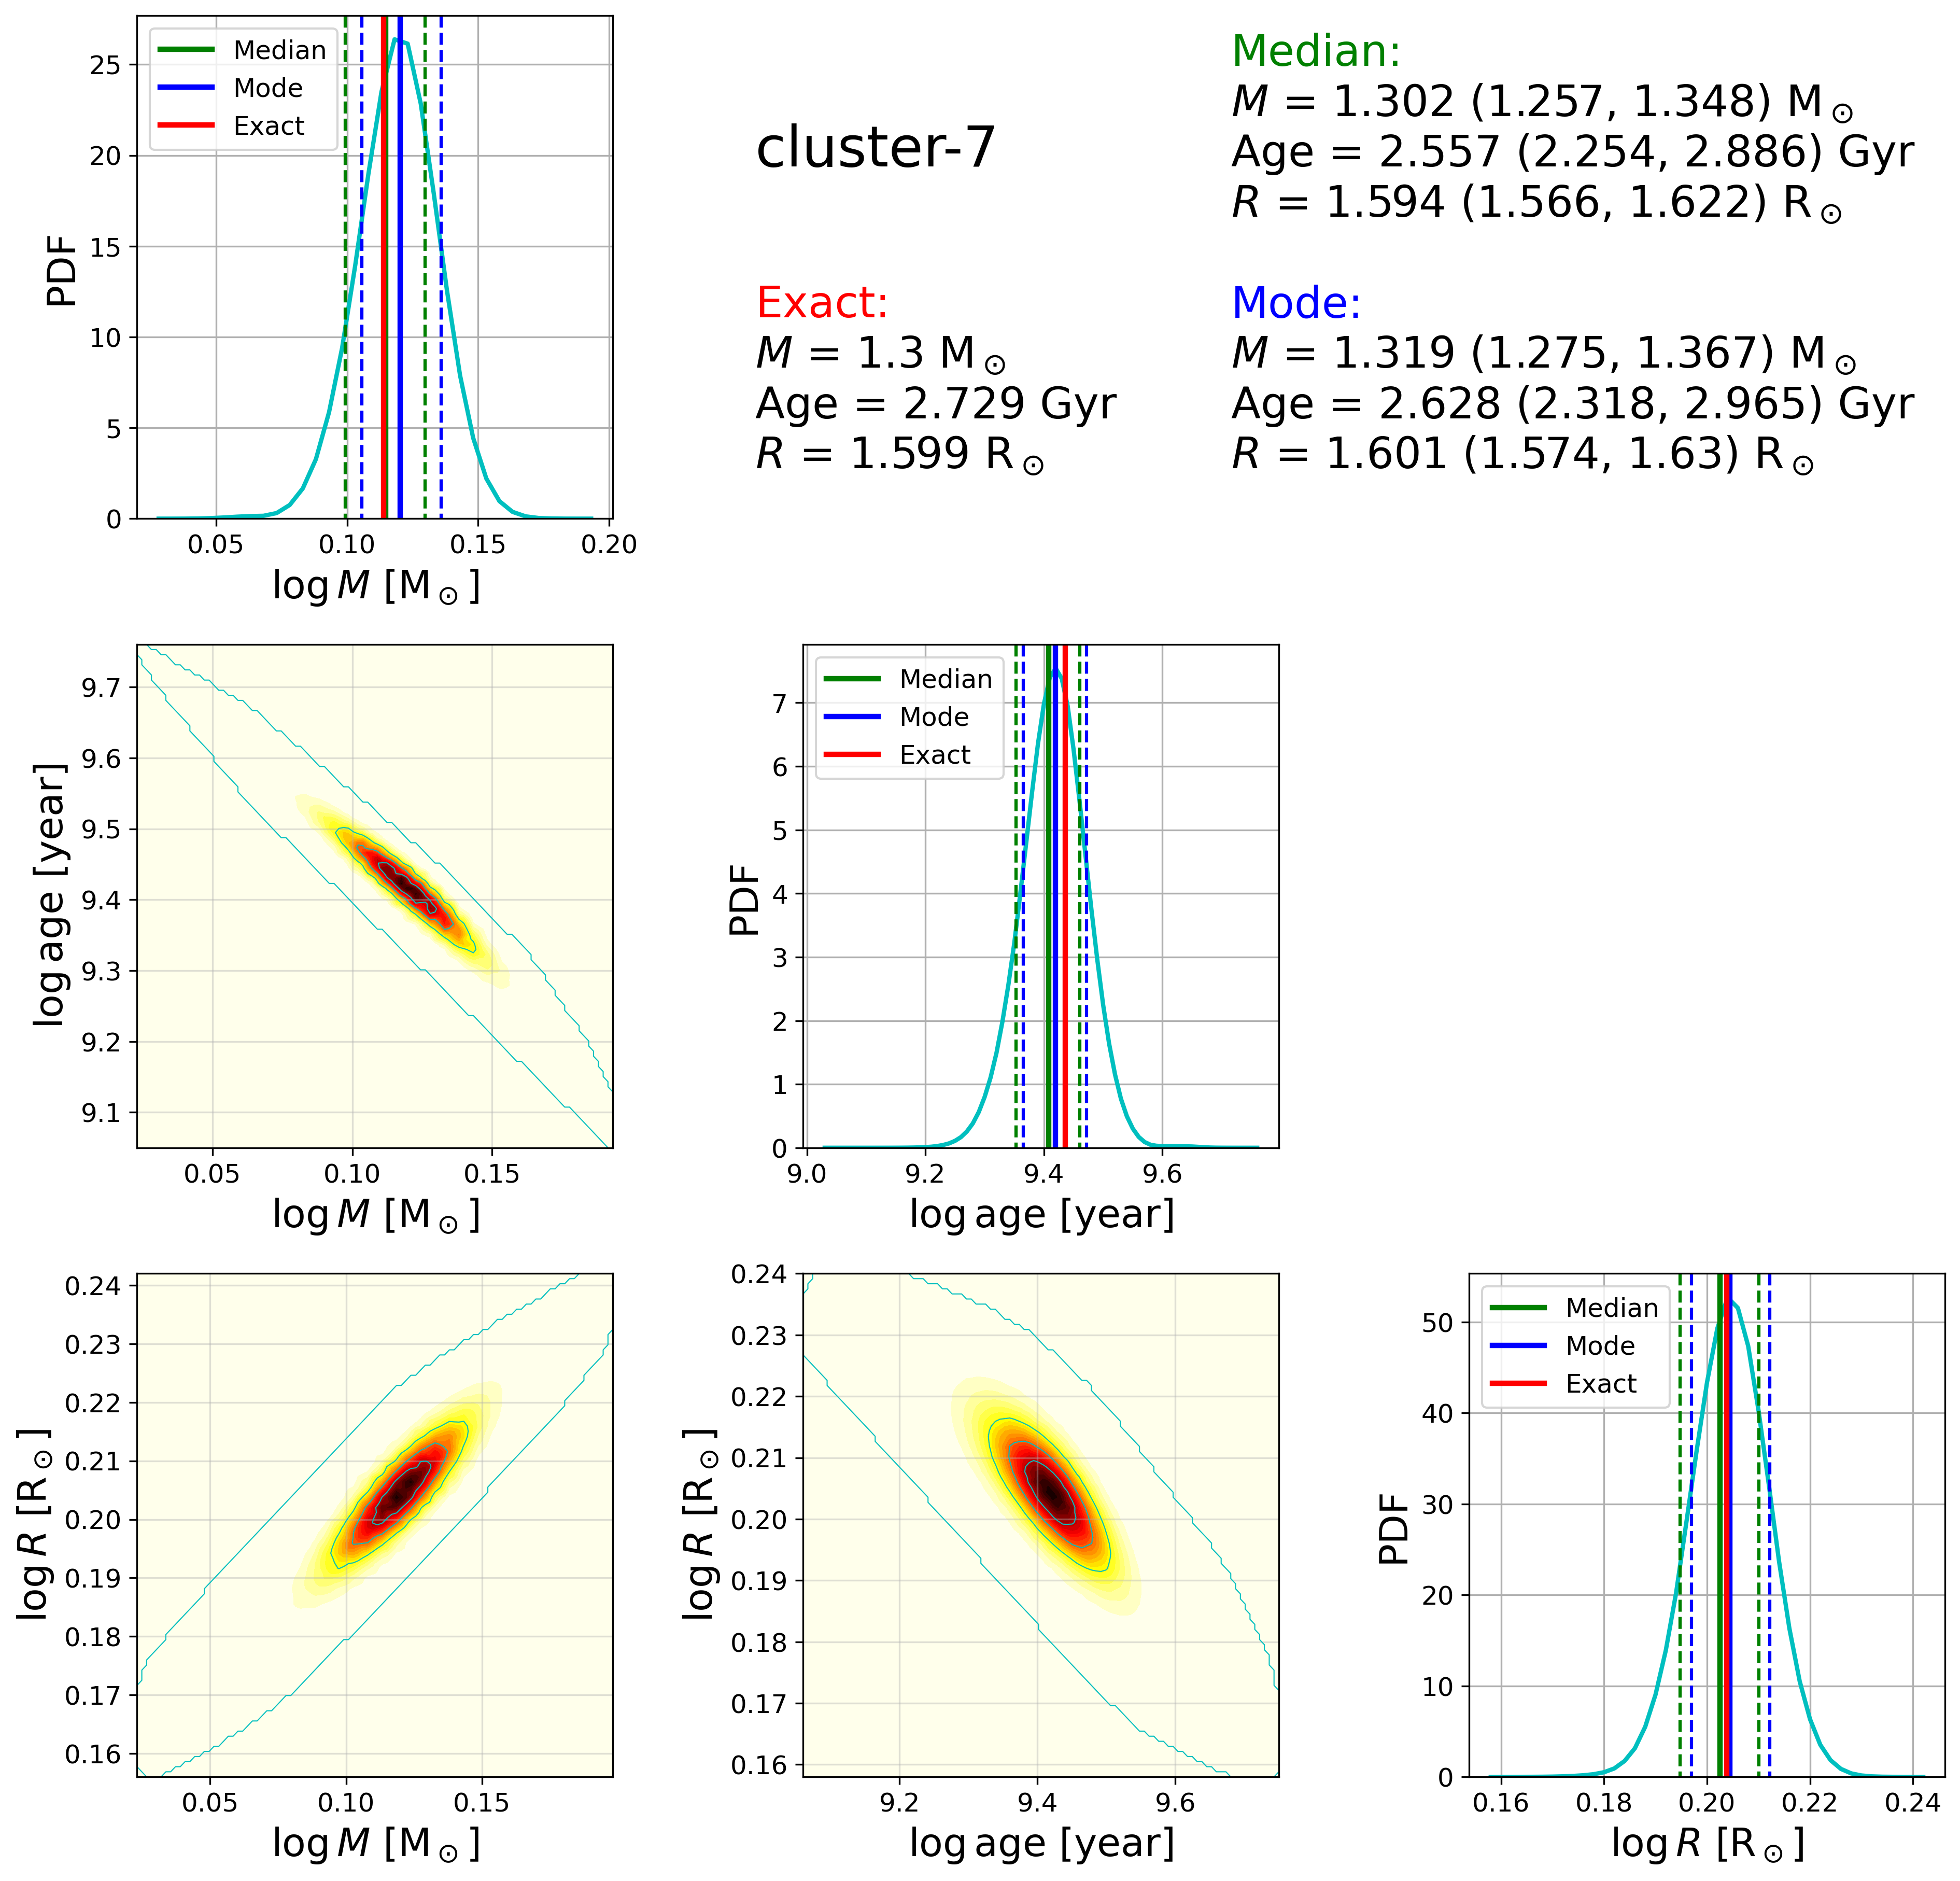 Median
Mode
Exact
25
20
15
10
5
0
PDF
0.05 0.10 0.15 0.20
log M [M⊙]
cluster-7
Exact:
M = 1.3 M⊙
Age = 2.729 Gyr
R = 1.599 R⊙
Median:
M = 1.302 (1.257, 1.348) M⊙
Age = 2.557 (2.254, 2.886) Gyr
R = 1.594 (1.566, 1.622) R⊙
Mode:
M = 1.319 (1.275, 1.367) M⊙
Age = 2.628 (2.318, 2.965) Gyr
R = 1.601 (1.574, 1.63) R⊙
9.7
9.6
9.5
9.4
9.3
9.2
9.1
log age [year]
0.05 0.10 0.15
log M [M⊙]
Median
Mode
Exact
7
6
5
4
3
2
1
0
PDF
9.0 9.2 9.4 9.6
log age [year]
0.24
0.23
0.22
0.21
0.20
0.19
0.18
0.17
0.16
log R [R⊙]
0.05 0.10 0.15
log M [M⊙]
0.24
0.23
0.22
0.21
0.20
0.19
0.18
0.17
0.16
log R [R⊙]
9.2 9.4 9.6
log age [year]
Median
Mode
Exact
50
40
30
20
10
0
PDF
0.16 0.18 0.20 0.22 0.24
log R [R⊙]